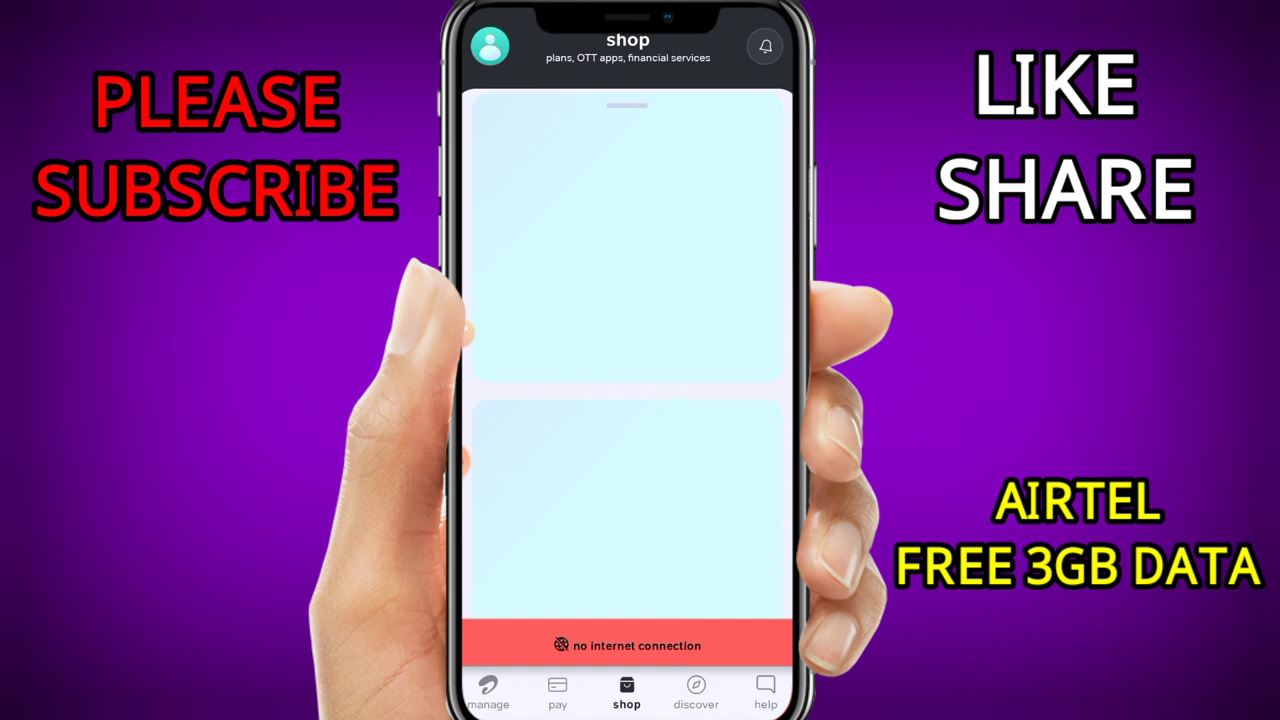 PLEASE
SUBSCRIBE
shop
plans, OTT apps, financial services
LIKE
SHARE
AIRTEL
FREE 3GB DATA
no internet connection
manage
pay
shop
discover
help